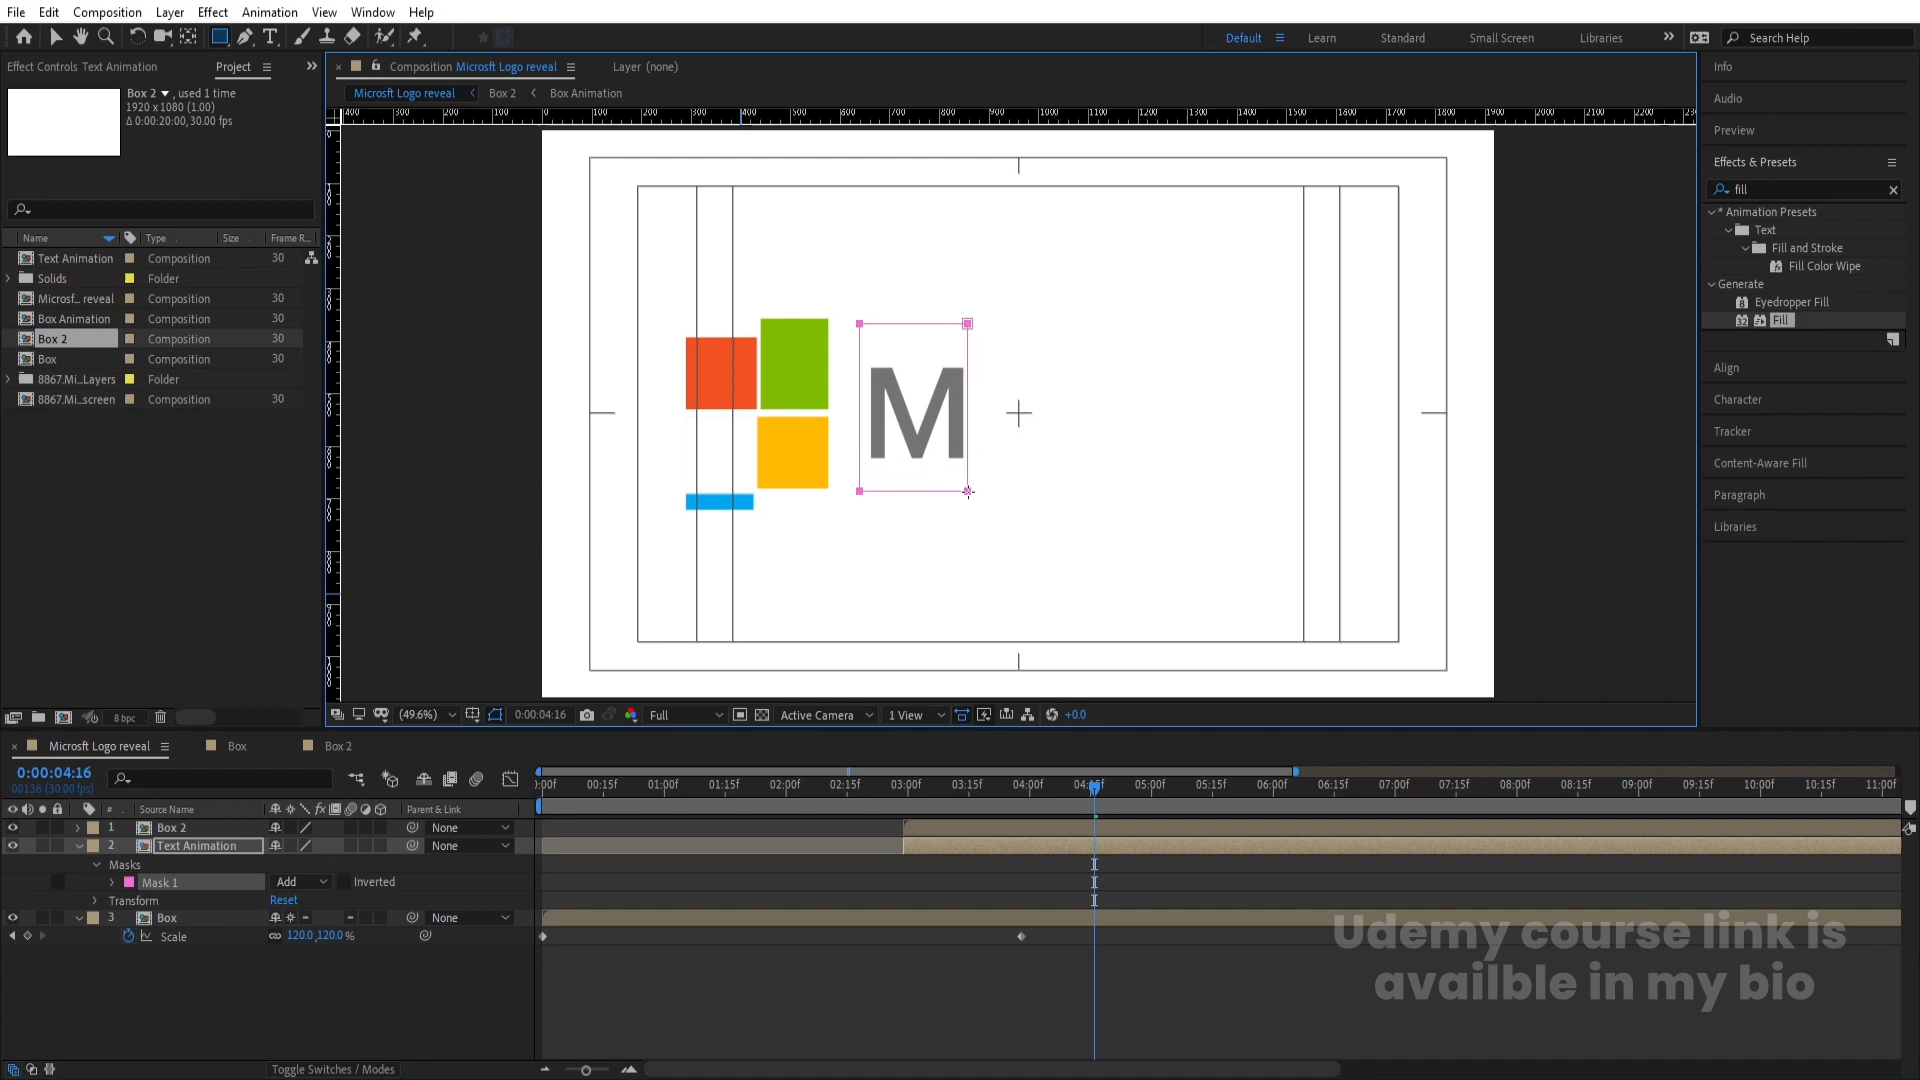 File Edit Composition Layer Effect Animation View Window Help
Default Learn Standard Small Screen Libraries Search Help
Effect Controls Text Animation Project
Composition Microsft Logo reveal Layer (none)
Microsft Logo reveal Box 2 Box Animation
Box 2 , used 1 time
1920 x 1080 (1.00)
Δ 0:00:20:00, 30.00 fps
Name Type Size Frame R...
Text Animation Composition 30
Solids Folder
Microsf... reveal Composition 30
Box Animation Composition 30
Box 2 Composition 30
Box Composition 30
8867.Mi...Layers Folder
8867.Mi...screen Composition 30
8 bpc
M
(49.6%) 0:00:04:16 Full Active Camera 1 View +0.0
Info
Audio
Preview
Effects & Presets
fill
* Animation Presets
Text
Fill and Stroke
Fill Color Wipe
Generate
Eyedropper Fill
Fill
Align
Character
Tracker
Content-Aware Fill
Paragraph
Libraries
Microsft Logo reveal Box Box 2
0:00:04:16
00136 (30.00 fps)
:00f 00:15f 01:00f 01:15f 02:00f 02:15f 03:00f 03:15f 04:00f 04:15f 05:00f 05:15f 06:00f 06:15f 07:00f 07:15f 08:00f 08:15f 09:00f 09:15f 10:00f 10:15f 11:00f
# Source Name Parent & Link
1 Box 2 None
2 Text Animation None
Masks
Mask 1 Add Inverted
Transform Reset
3 Box None
Scale 120.0,120.0 %
Udemy course link is
availble in my bio
Toggle Switches / Modes